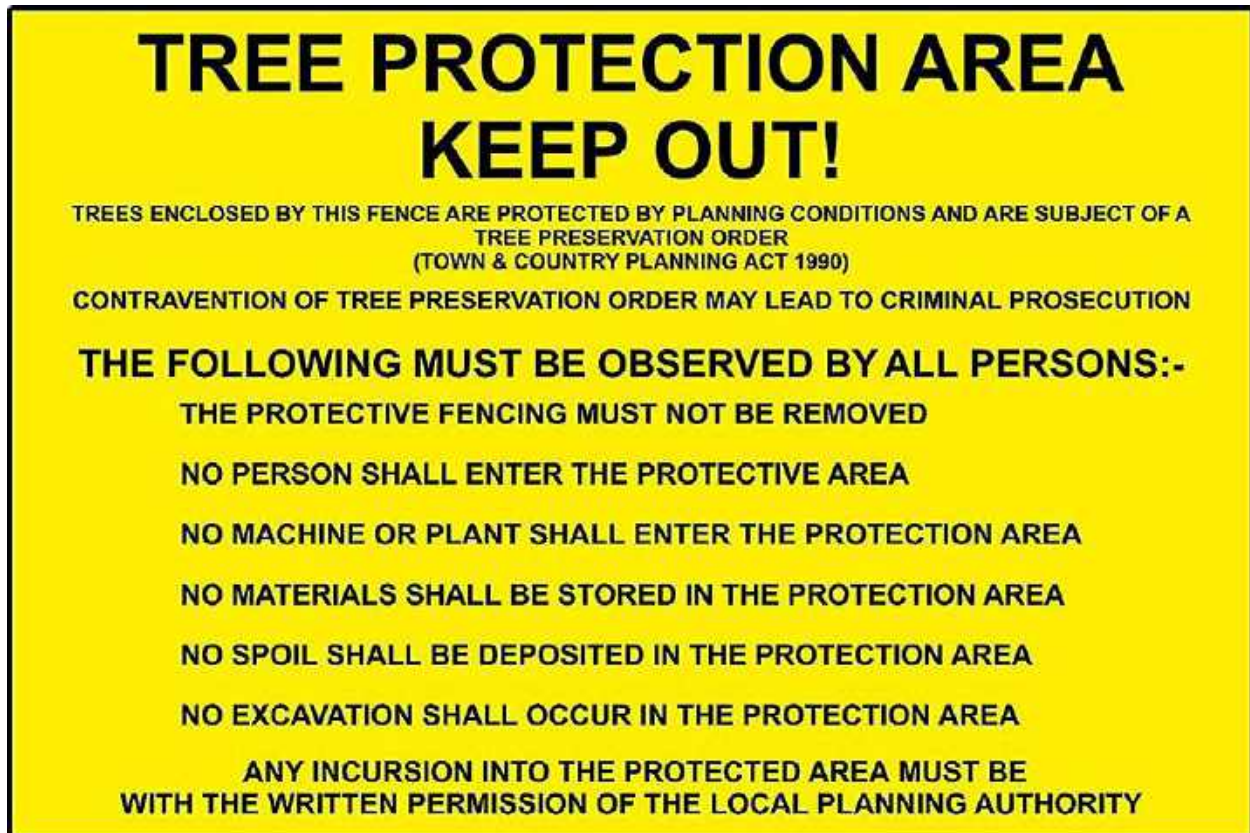 TREE PROTECTION AREA
KEEP OUT!
TREES ENCLOSED BY THIS FENCE ARE PROTECTED BY PLANNING CONDITIONS AND ARE SUBJECT OF A
TREE PRESERVATION ORDER
(TOWN & COUNTRY PLANNING ACT 1990)
CONTRAVENTION OF TREE PRESERVATION ORDER MAY LEAD TO CRIMINAL PROSECUTION
THE FOLLOWING MUST BE OBSERVED BY ALL PERSONS:-
THE PROTECTIVE FENCING MUST NOT BE REMOVED
NO PERSON SHALL ENTER THE PROTECTIVE AREA
NO MACHINE OR PLANT SHALL ENTER THE PROTECTION AREA
NO MATERIALS SHALL BE STORED IN THE PROTECTION AREA
NO SPOIL SHALL BE DEPOSITED IN THE PROTECTION AREA
NO EXCAVATION SHALL OCCUR IN THE PROTECTION AREA
ANY INCURSION INTO THE PROTECTED AREA MUST BE
WITH THE WRITTEN PERMISSION OF THE LOCAL PLANNING AUTHORITY